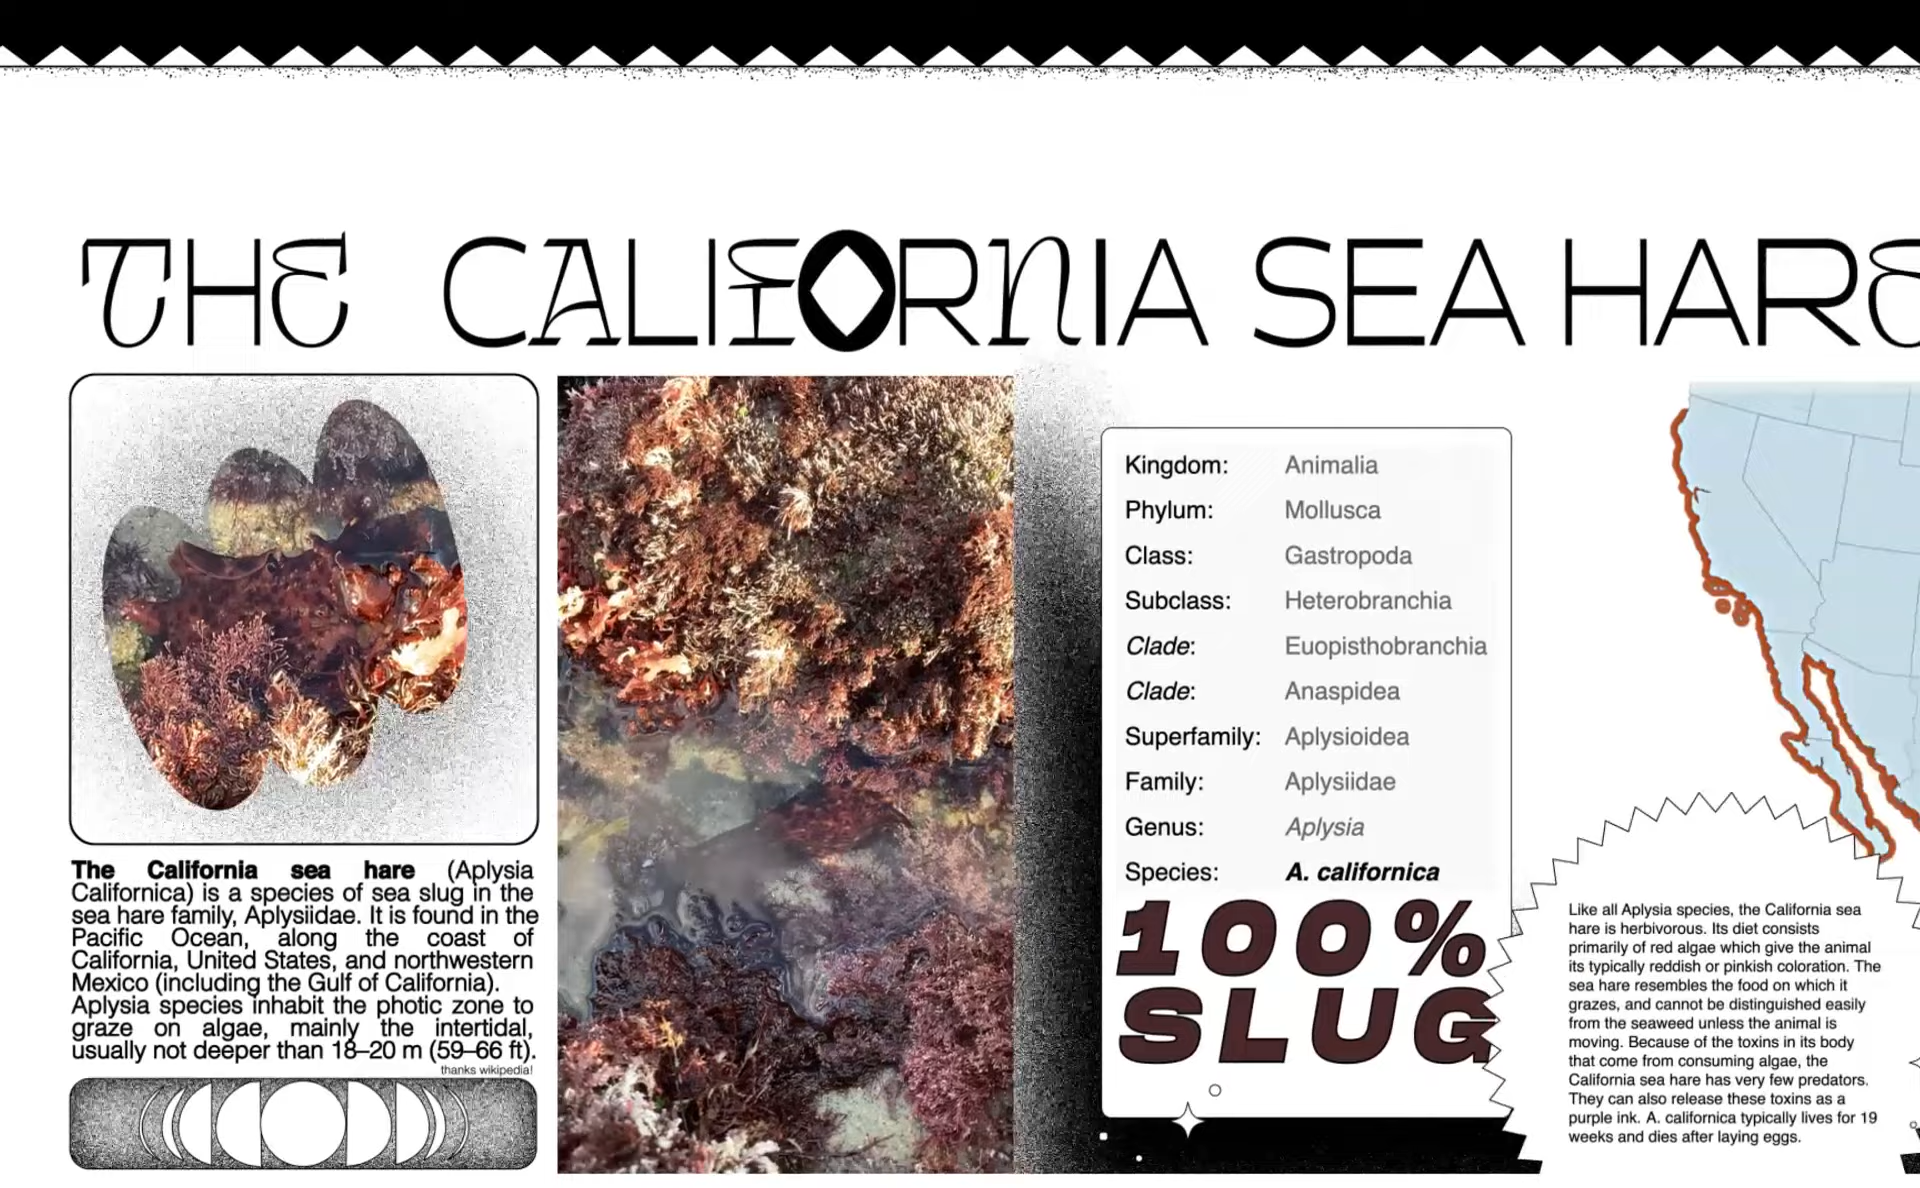 THE CALIFORNIA SEA HARE
The California sea hare (Aplysia
Californica) is a species of sea slug in the
sea hare family, Aplysiidae. It is found in the
Pacific Ocean, along the coast of
California, United States, and northwestern
Mexico (including the Gulf of California).
Aplysia species inhabit the photic zone to
graze on algae, mainly the intertidal,
usually not deeper than 18–20 m (59–66 ft).
thanks wikipedia!
Kingdom: Animalia
Phylum: Mollusca
Class: Gastropoda
Subclass: Heterobranchia
Clade: Euopisthobranchia
Clade: Anaspidea
Superfamily: Aplysioidea
Family: Aplysiidae
Genus: Aplysia
Species: A. californica
100%
SLUG
Like all Aplysia species, the California sea
hare is herbivorous. Its diet consists
primarily of red algae which give the animal
its typically reddish or pinkish coloration. The
sea hare resembles the food on which it
grazes, and cannot be distinguished easily
from the seaweed unless the animal is
moving. Because of the toxins in its body
that come from consuming algae, the
California sea hare has very few predators.
They can also release these toxins as a
purple ink. A. californica typically lives for 19
weeks and dies after laying eggs.